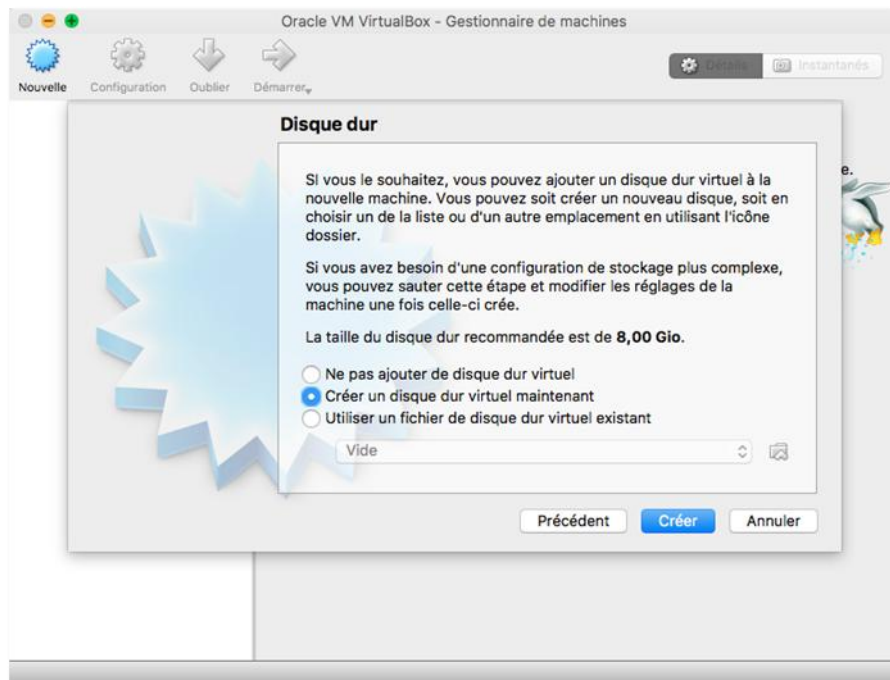 Oracle VM VirtualBox - Gestionnaire de machines
Nouvelle
Configuration
Oublier
Démarrer
Détails
Instantanés
e.
Disque dur
Si vous le souhaitez, vous pouvez ajouter un disque dur virtuel à la
nouvelle machine. Vous pouvez soit créer un nouveau disque, soit en
choisir un de la liste ou d'un autre emplacement en utilisant l'icône
dossier.
Si vous avez besoin d'une configuration de stockage plus complexe,
vous pouvez sauter cette étape et modifier les réglages de la
machine une fois celle-ci crée.
La taille du disque dur recommandée est de 8,00 Gio.
Ne pas ajouter de disque dur virtuel
Créer un disque dur virtuel maintenant
Utiliser un fichier de disque dur virtuel existant
Vide
Précédent
Créer
Annuler